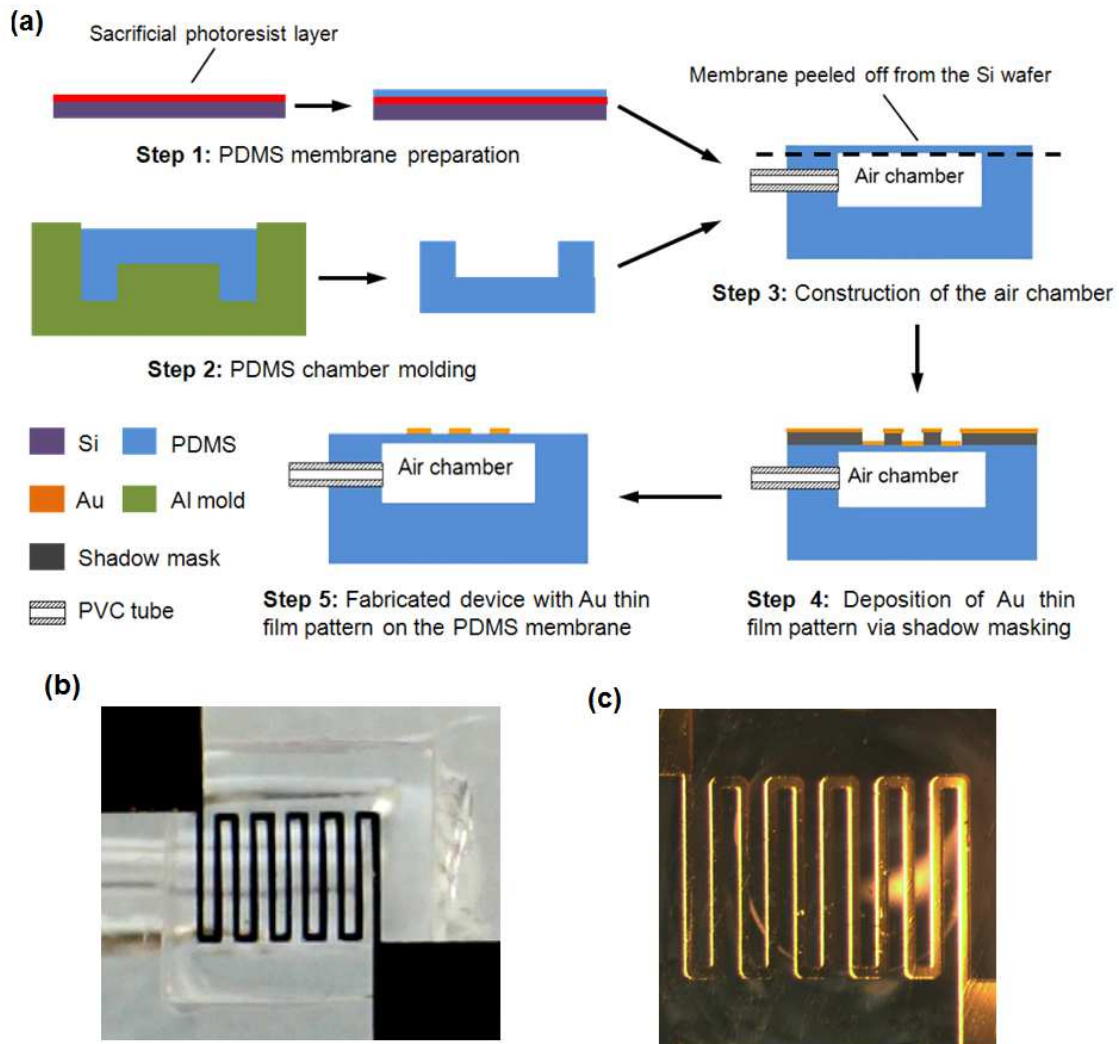 (a)
Sacrificial photoresist layer
Membrane peeled off from the Si wafer
Step 1: PDMS membrane preparation
Air chamber
Step 2: PDMS chamber molding
Step 3: Construction of the air chamber
Si
PDMS
Au
Al mold
Shadow mask
PVC tube
Air chamber
Step 5: Fabricated device with Au thin
film pattern on the PDMS membrane
Air chamber
Step 4: Deposition of Au thin
film pattern via shadow masking
(b)
(c)